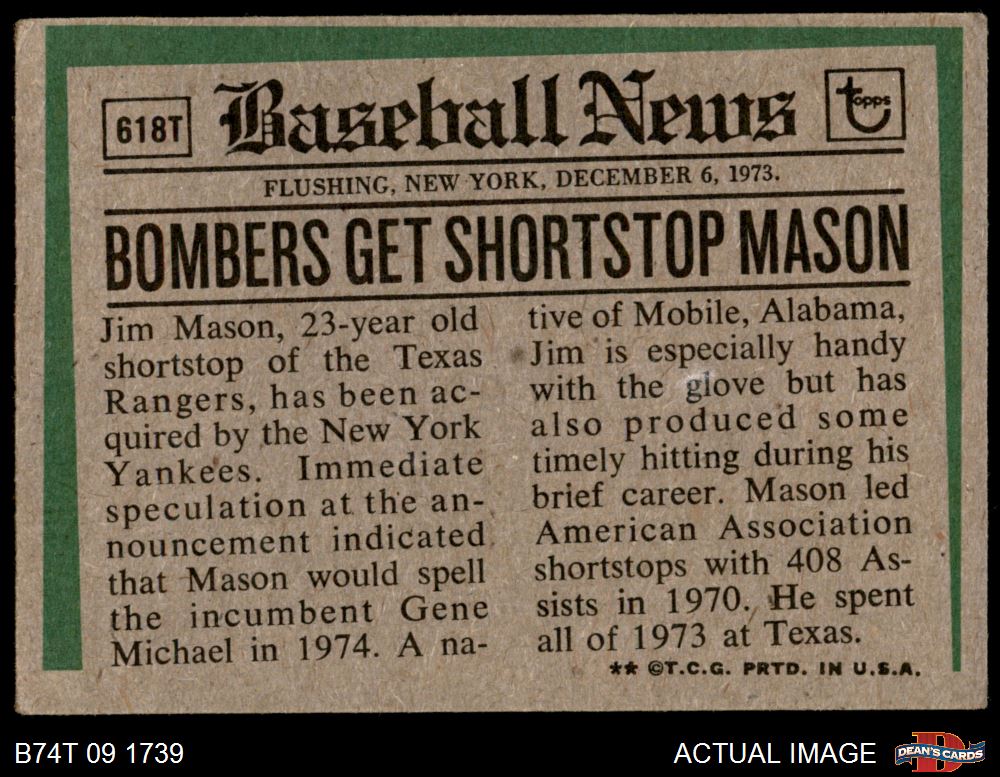 618T
Baseball News
topps
FLUSHING, NEW YORK, DECEMBER 6, 1973.
BOMBERS GET SHORTSTOP MASON
Jim Mason, 23-year old
shortstop of the Texas
Rangers, has been ac-
quired by the New York
Yankees. Immediate
speculation at the an-
nouncement indicated
that Mason would spell
the incumbent Gene
Michael in 1974. A na-
tive of Mobile, Alabama,
Jim is especially handy
with the glove but has
also produced some
timely hitting during his
brief career. Mason led
American Association
shortstops with 408 As-
sists in 1970. He spent
all of 1973 at Texas.
** ©T.C.G. PRTD. IN U.S.A.
B74T 09 1739
ACTUAL IMAGE
D
DEAN'S CARDS